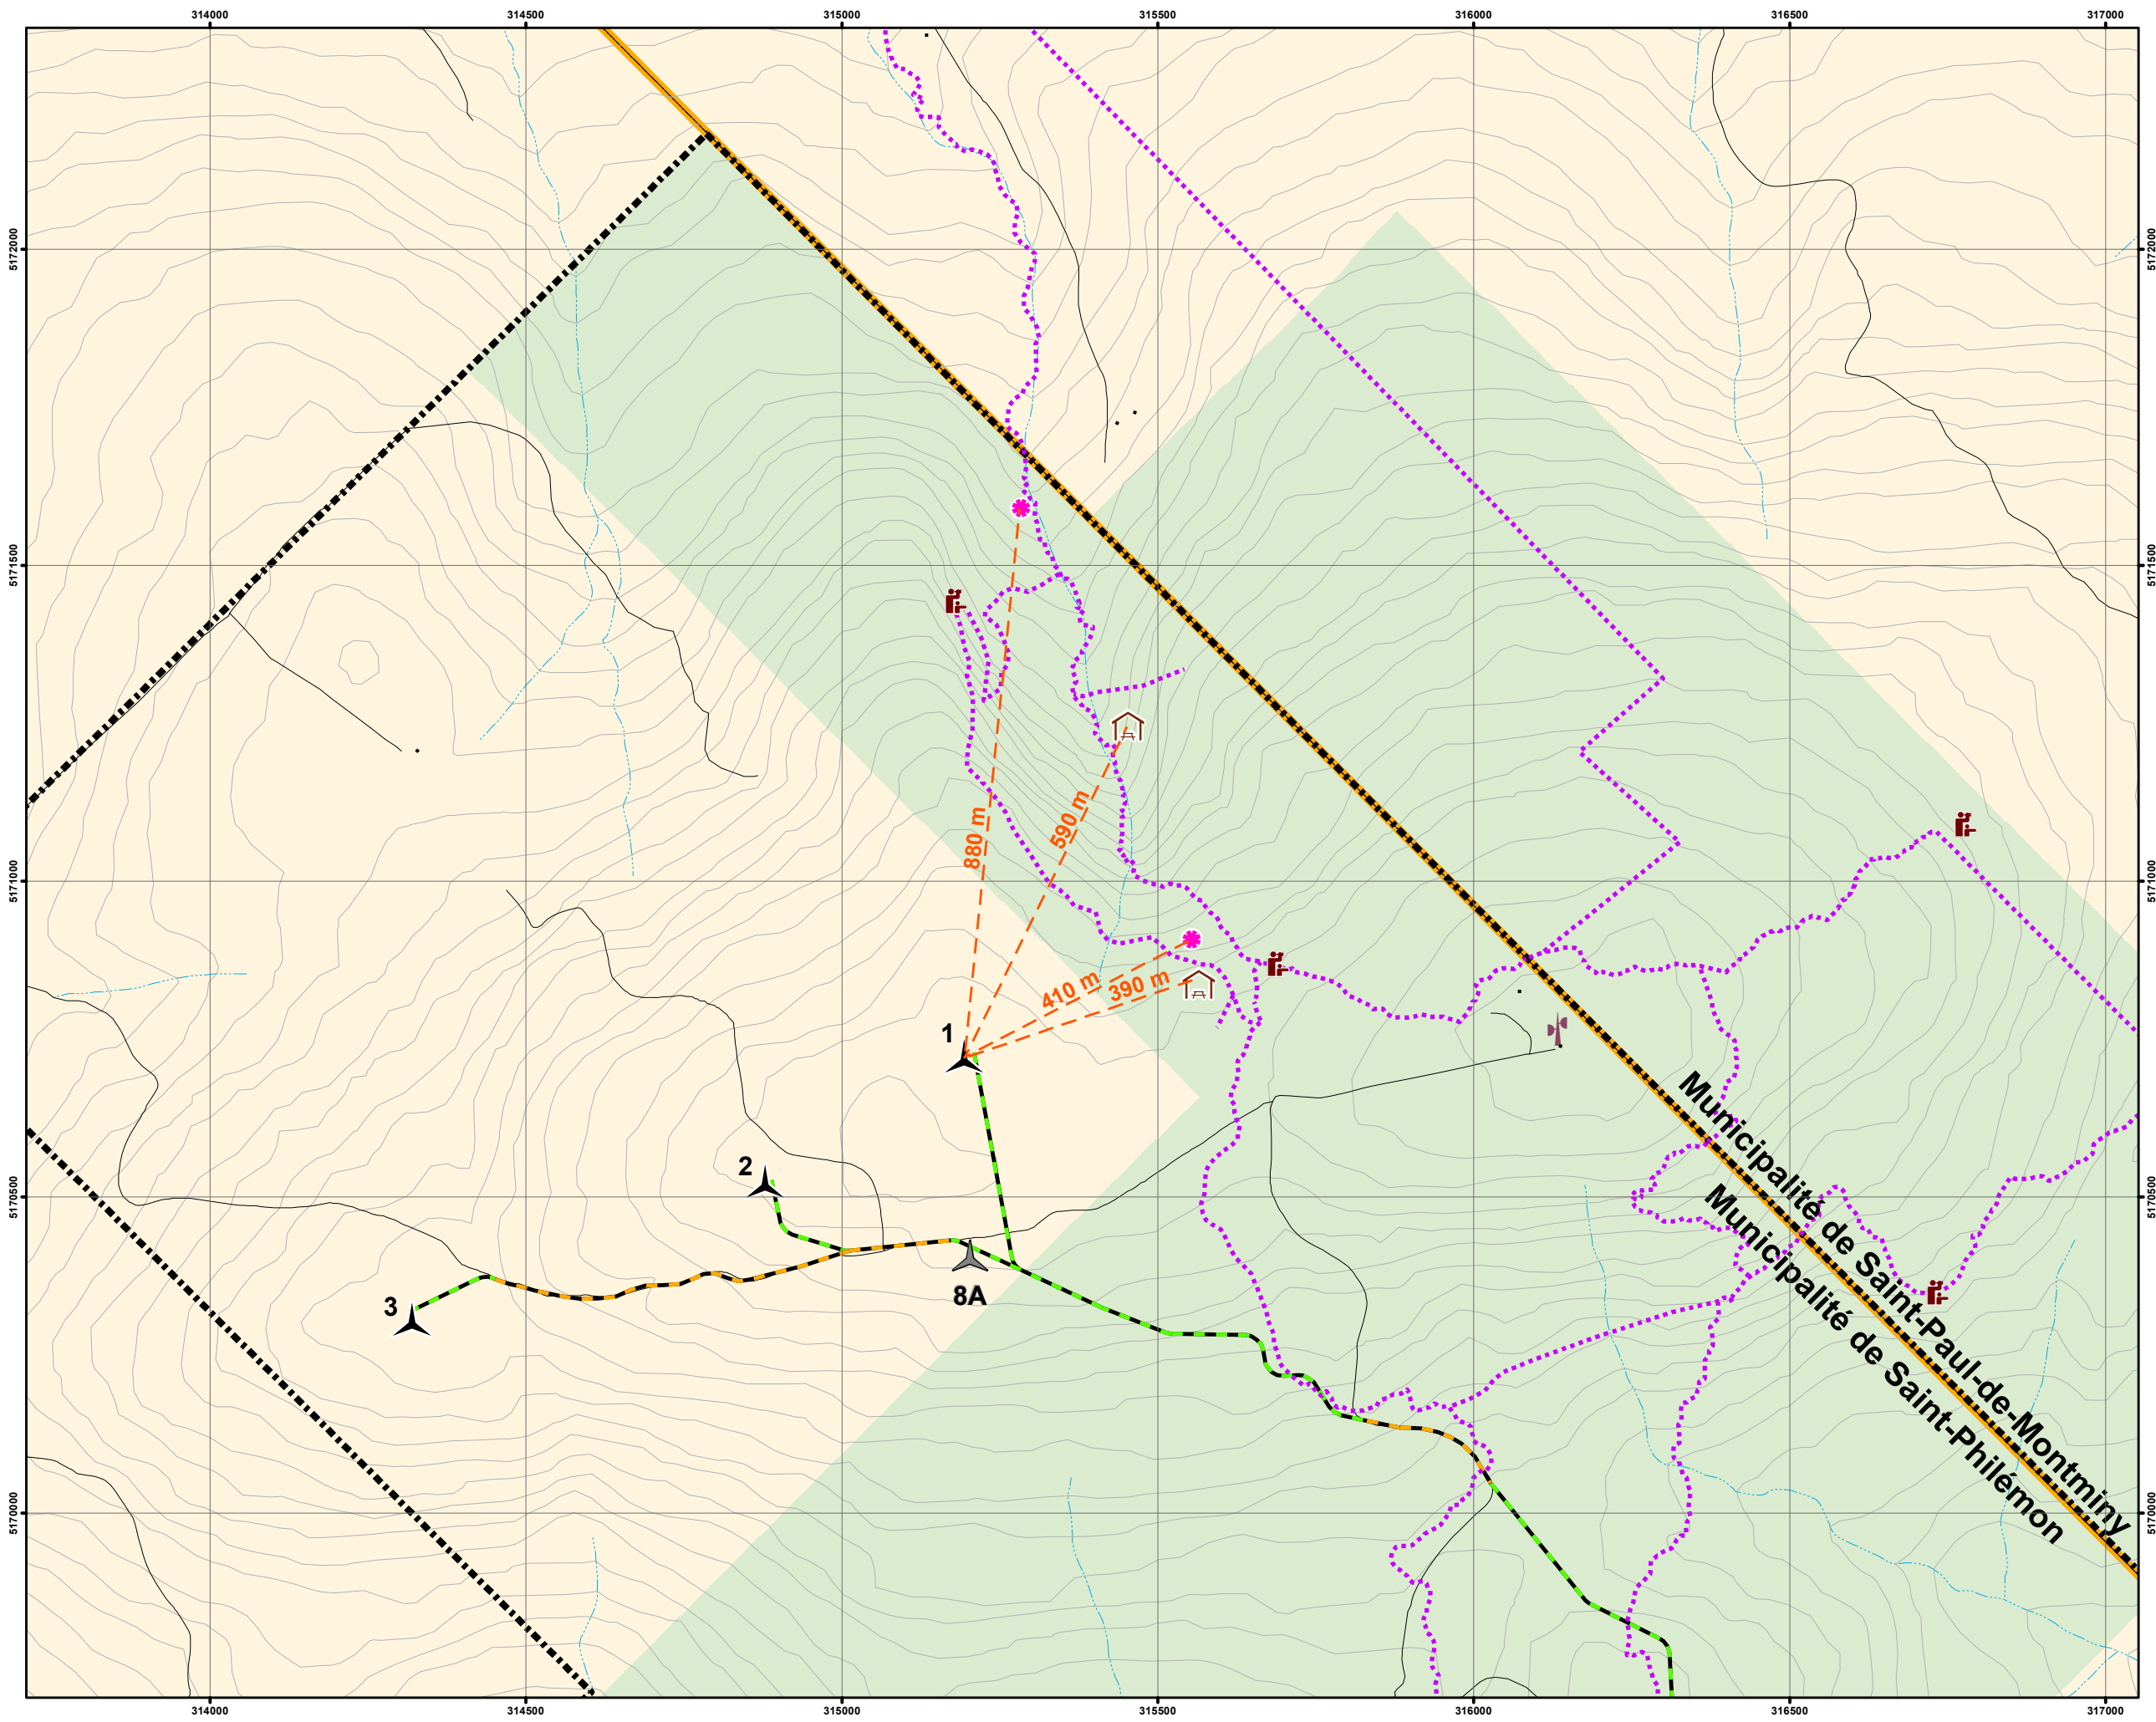 314000 314500 315000 315500 316000 316500 317000
5172000 5172000
5171500 5171500
880 m
590 m
5171000 5171000
410 m
390 m
1
Municipalité de Saint-Paul-de-Montminy
Municipalité de Saint-Philémon
2
5170500 5170500
8A
3
5170000 5170000
314000 314500 315000 315500 316000 316500 317000